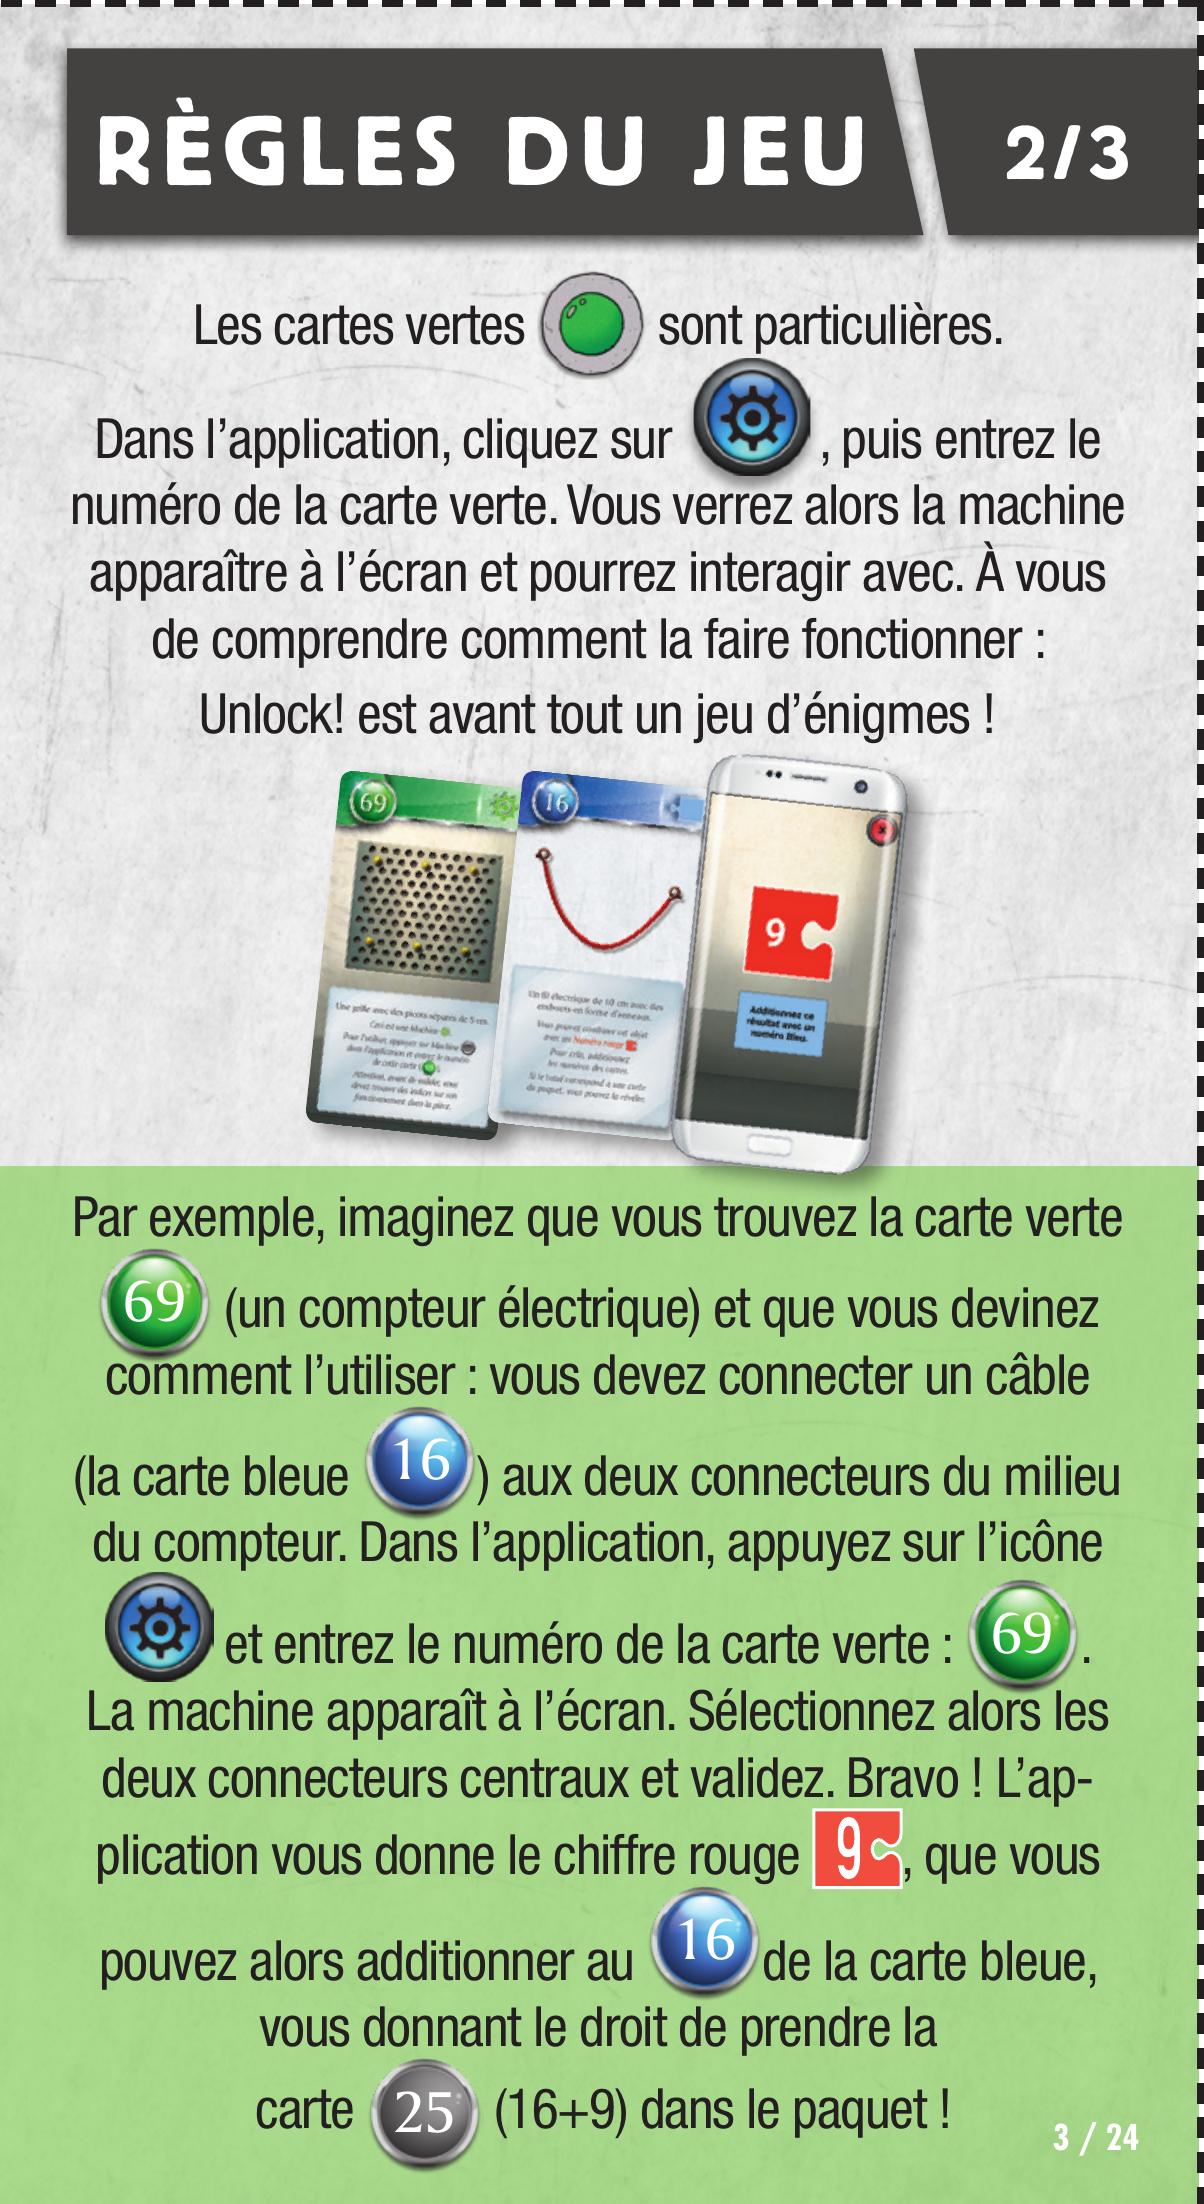 RÈGLES DU JEU
2/3
Les cartes vertes sont particulières.
Dans l'application, cliquez sur , puis entrez le
numéro de la carte verte. Vous verrez alors la machine
apparaître à l'écran et pourrez interagir avec. À vous
de comprendre comment la faire fonctionner :
Unlock! est avant tout un jeu d'énigmes !
69
Une grille avec des picots séparés de 5 cm.
Ceci est une Machine
Pour l'utiliser, appuyez sur Machine
dans l'application et entrez le numéro
de cette carte
Attention, avant de valider, vous
devez trouver des indices sur son
fonctionnement dans la pièce.
16
Un fil électrique de 10 cm avec des
embouts en forme d'anneaux.
Vous pouvez combiner cet objet
avec un Numéro rouge
Pour cela, additionnez
les numéros des cartes.
Si le total correspond à une carte
du paquet, vous pouvez la révéler.
9
Additionnez ce
résultat avec un
numéro Bleu.
Par exemple, imaginez que vous trouvez la carte verte
69 (un compteur électrique) et que vous devinez
comment l'utiliser : vous devez connecter un câble
(la carte bleue 16) aux deux connecteurs du milieu
du compteur. Dans l'application, appuyez sur l'icône
et entrez le numéro de la carte verte : 69.
La machine apparaît à l'écran. Sélectionnez alors les
deux connecteurs centraux et validez. Bravo ! L'ap-
plication vous donne le chiffre rouge 9, que vous
pouvez alors additionner au 16 de la carte bleue,
vous donnant le droit de prendre la
carte 25 (16+9) dans le paquet !
3 / 24